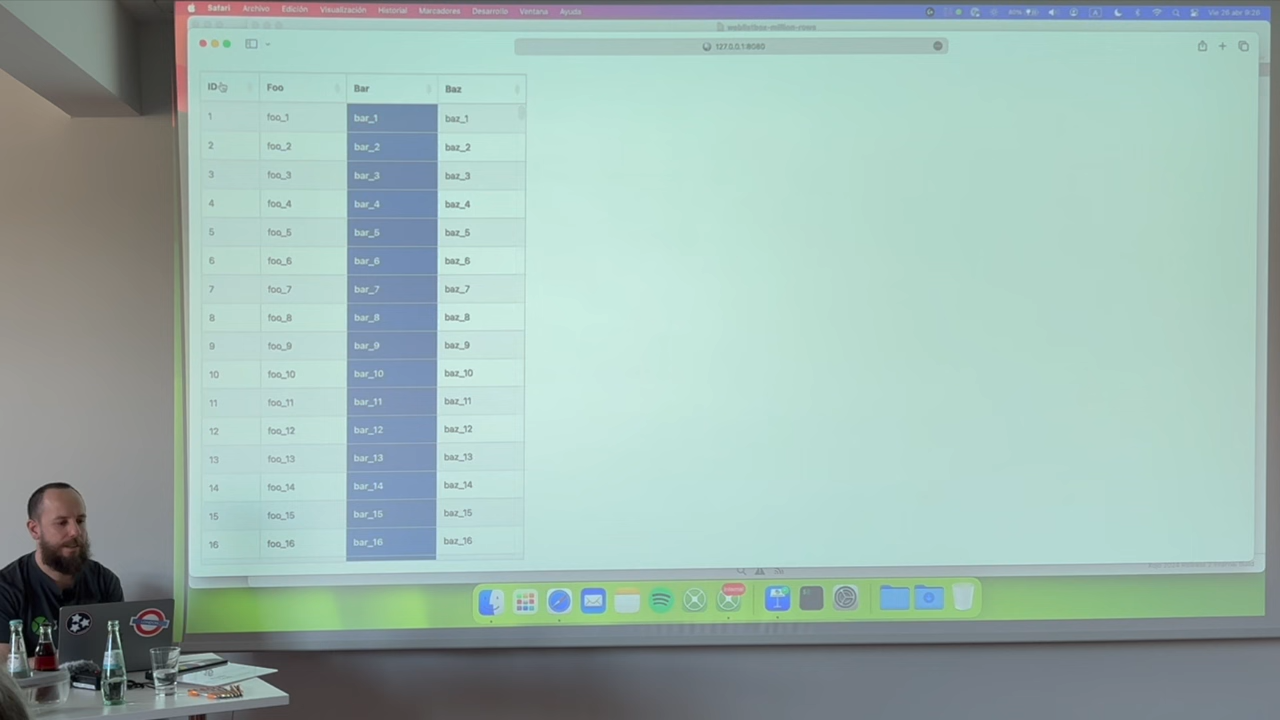 Safari Archivo Edición Visualización Historial Marcadores Desarrollo Ventana Ayuda
127.0.0.1:8080
ID Foo Bar Baz
1 foo_1 bar_1 baz_1
2 foo_2 bar_2 baz_2
3 foo_3 bar_3 baz_3
4 foo_4 bar_4 baz_4
5 foo_5 bar_5 baz_5
6 foo_6 bar_6 baz_6
7 foo_7 bar_7 baz_7
8 foo_8 bar_8 baz_8
9 foo_9 bar_9 baz_9
10 foo_10 bar_10 baz_10
11 foo_11 bar_11 baz_11
12 foo_12 bar_12 baz_12
13 foo_13 bar_13 baz_13
14 foo_14 bar_14 baz_14
15 foo_15 bar_15 baz_15
16 foo_16 bar_16 baz_16